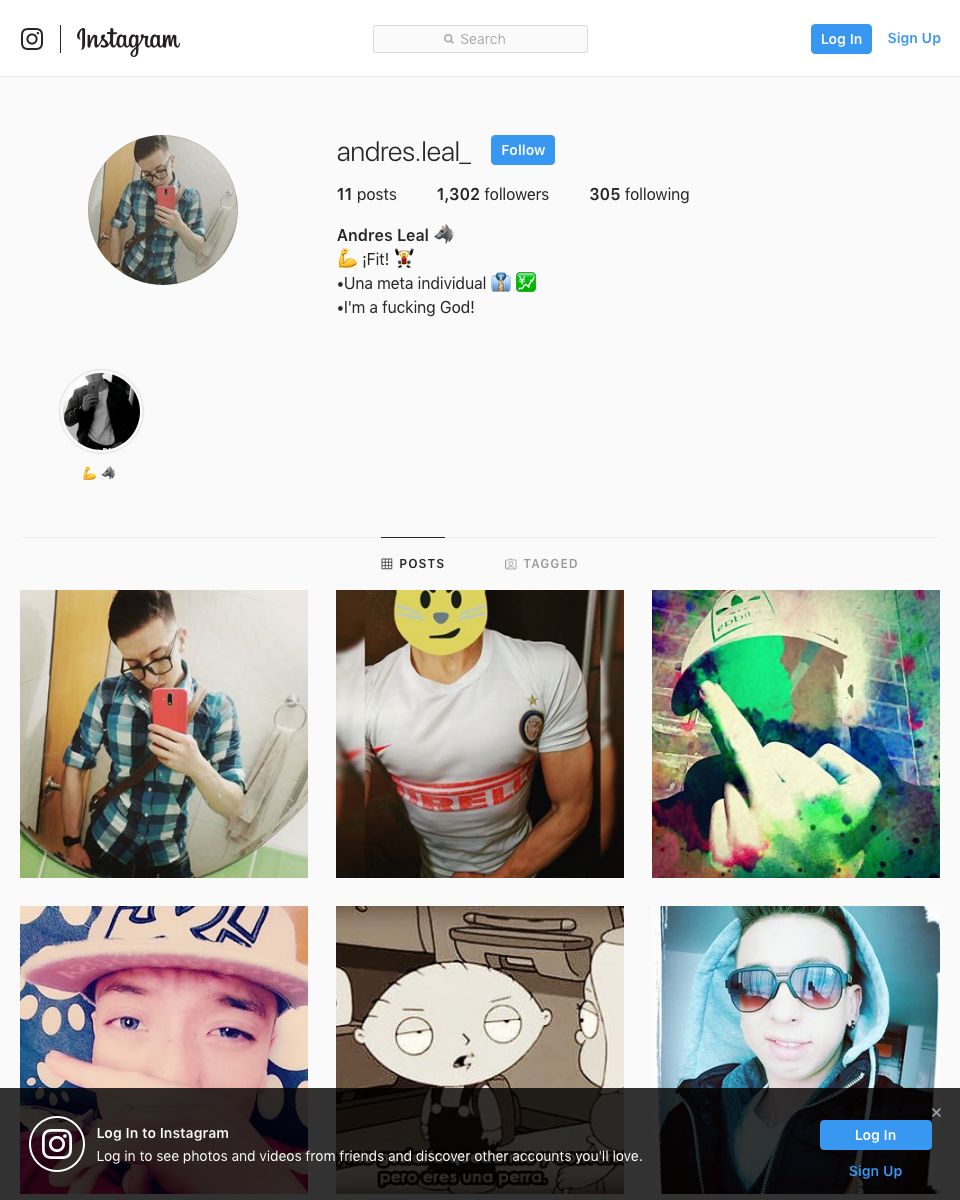 Instagram
Search
Log In
Sign Up
andres.leal_
Follow
11 posts
1,302 followers
305 following
Andres Leal 🐺
💪 ¡Fit! 🏋
•Una meta individual 👔 💹
•I'm a fucking God!
💪 🐺
POSTS
TAGGED
adidas
Log In to Instagram
Log in to see photos and videos from friends and discover other accounts you'll love.
Log In
Sign Up
pero eres una perra.